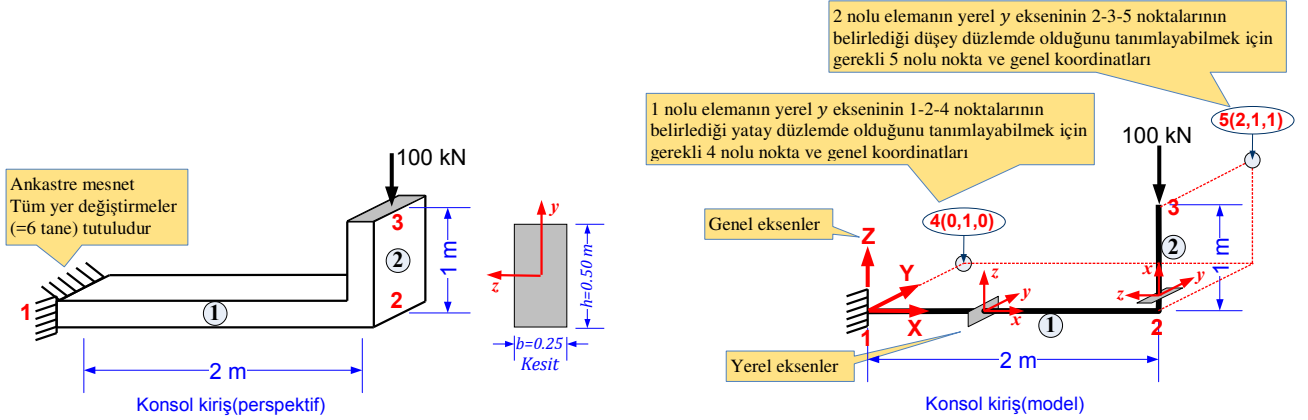 2 nolu elemanın yerel y ekseninin 2-3-5 noktalarının
belirlediği düşey düzlemde olduğunu tanımlayabilmek için
gerekli 5 nolu nokta ve genel koordinatları
1 nolu elemanın yerel y ekseninin 1-2-4 noktalarının
belirlediği yatay düzlemde olduğunu tanımlayabilmek için
gerekli 4 nolu nokta ve genel koordinatları
Ankastre mesnet
Tüm yer değiştirmeler
(=6 tane) tutuludur
100 kN
3
2
1 m
2
1
1
2 m
Konsol kiriş(perspektif)
y
z
h=0.50 m
b=0.25
Kesit
5(2,1,1)
100 kN
4(0,1,0)
Genel eksenler
Z
Y
X
1
z
y
x
1
3
2
1 m
x
y
z
2
Yerel eksenler
2 m
Konsol kiriş(model)